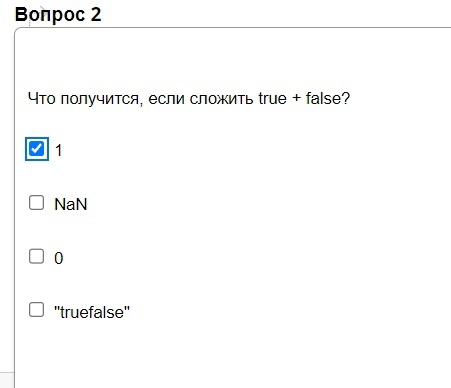 Вопрос 2
Что получится, если сложить true + false?
1
NaN
0
"truefalse"